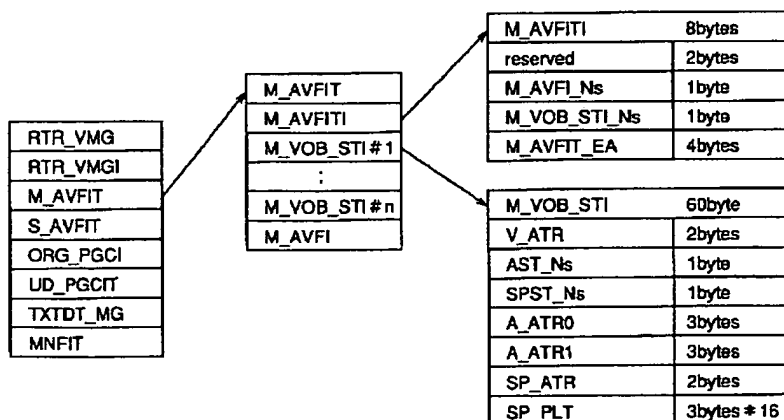 RTR_VMG
RTR_VMGI
M_AVFIT
S_AVFIT
ORG_PGCI
UD_PGCIT
TXTDT_MG
MNFIT
M_AVFIT
M_AVFITI
M_VOB_STI#1
:
M_VOB_STI#n
M_AVFI
M_AVFITI 8bytes
reserved 2bytes
M_AVFI_Ns 1byte
M_VOB_STI_Ns 1byte
M_AVFIT_EA 4bytes
M_VOB_STI 60byte
V_ATR 2bytes
AST_Ns 1byte
SPST_Ns 1byte
A_ATR0 3bytes
A_ATR1 3bytes
SP_ATR 2bytes
SP_PLT 3bytes*16